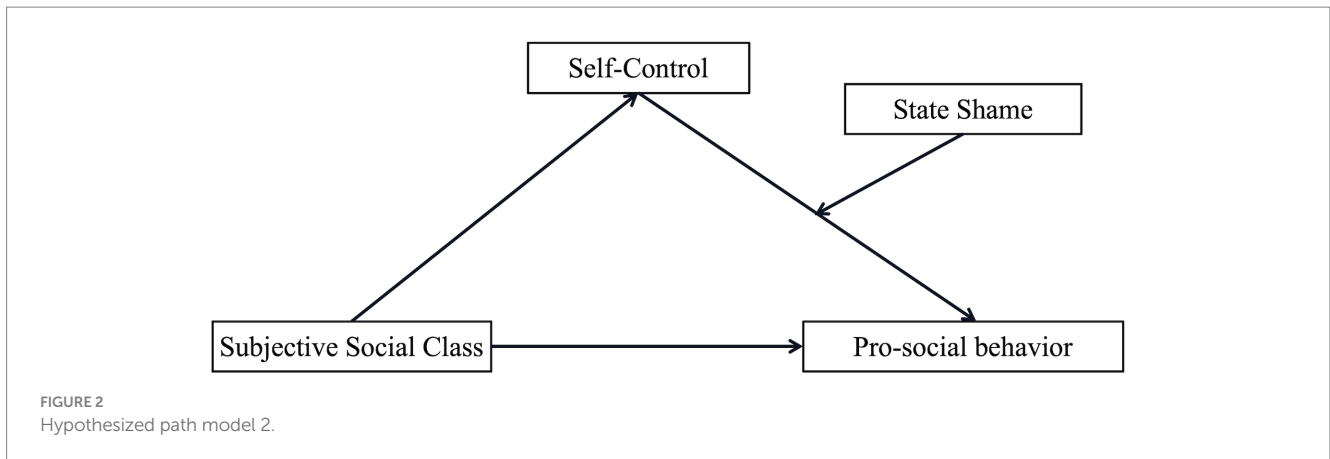 Self-Control
State Shame
Subjective Social Class
Pro-social behavior
FIGURE 2
Hypothesized path model 2.